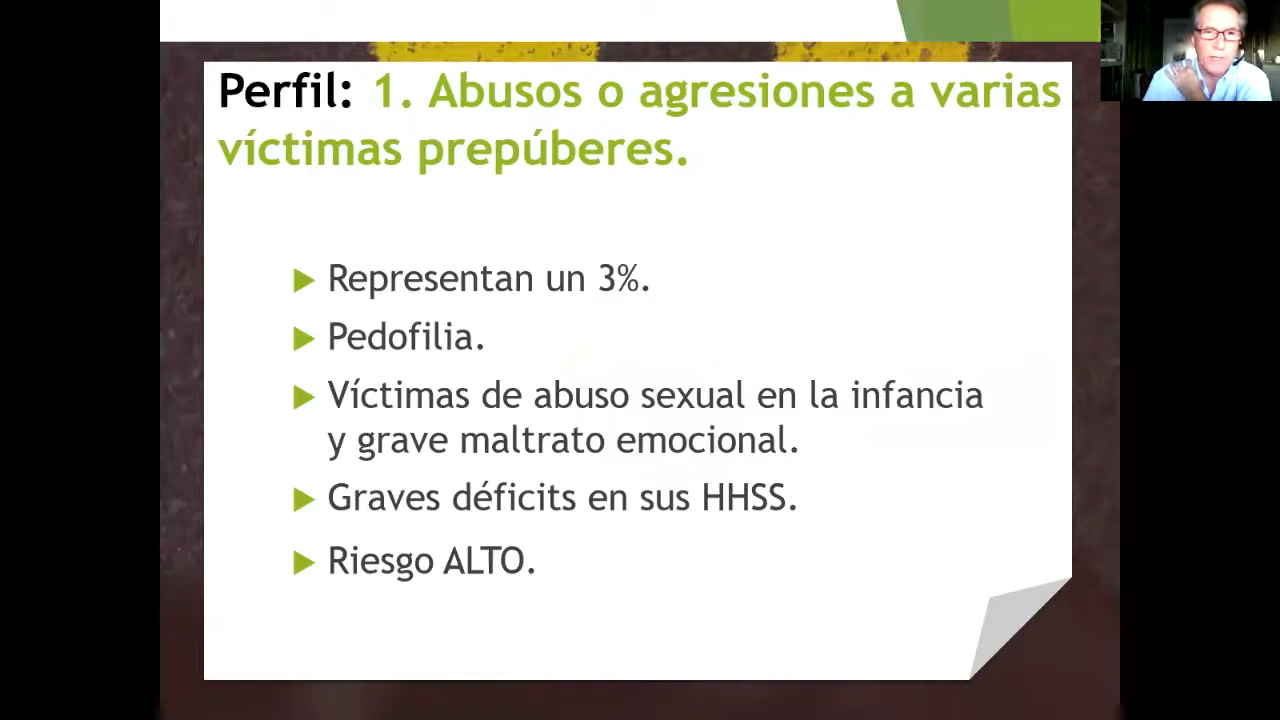 Perfil: 1. Abusos o agresiones a varias
víctimas prepúberes.
Representan un 3%.
Pedofilia.
Víctimas de abuso sexual en la infancia
y grave maltrato emocional.
Graves déficits en sus HHSS.
Riesgo ALTO.